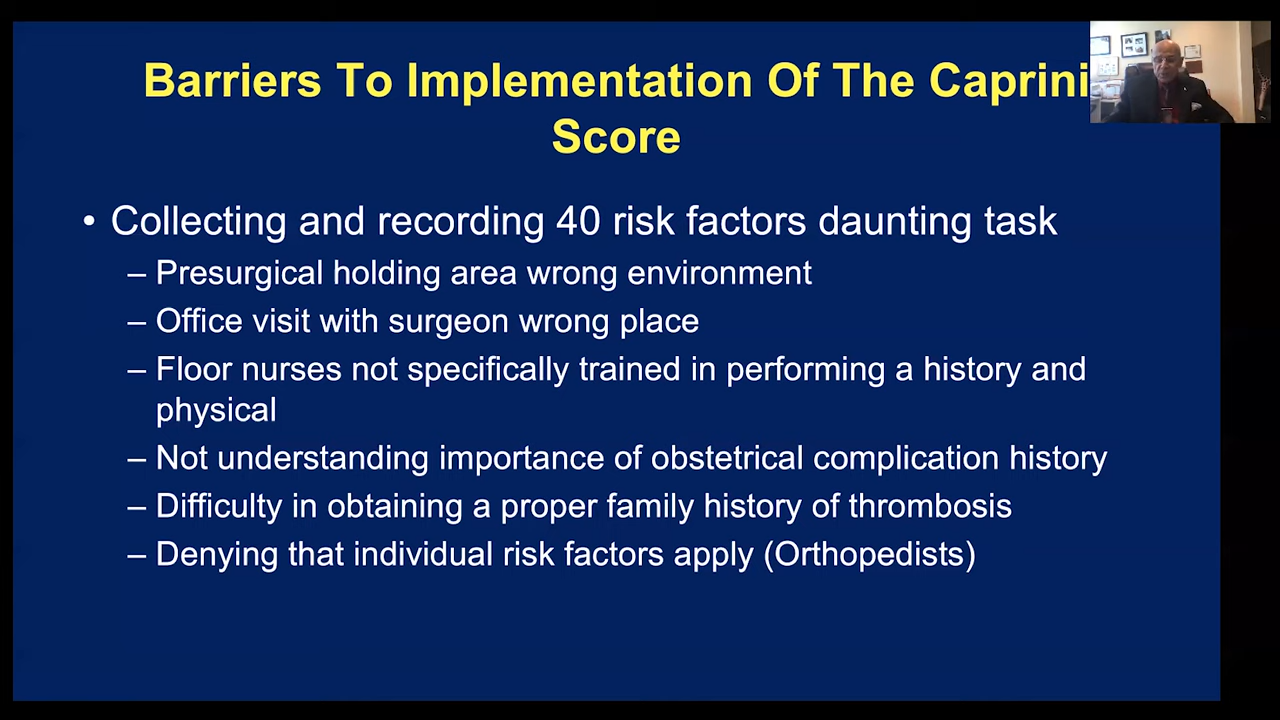 Barriers To Implementation Of The Caprini
Score
• Collecting and recording 40 risk factors daunting task
– Presurgical holding area wrong environment
– Office visit with surgeon wrong place
– Floor nurses not specifically trained in performing a history and
physical
– Not understanding importance of obstetrical complication history
– Difficulty in obtaining a proper family history of thrombosis
– Denying that individual risk factors apply (Orthopedists)